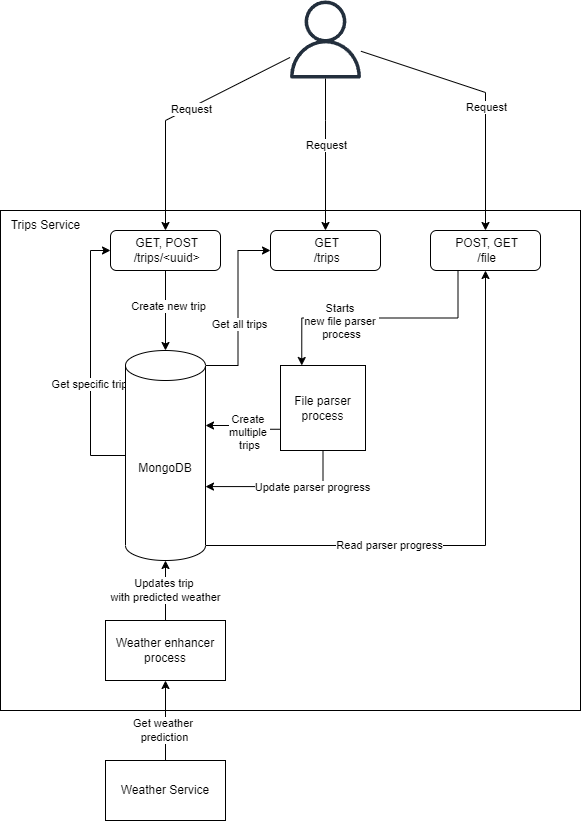 Request
Request
Request
Trips Service
GET, POST
/trips/<uuid>
GET
/trips
POST, GET
/file
Create new trip
Get all trips
Starts
new file parser
process
Get specific trip
File parser
process
Create
multiple
trips
MongoDB
Update parser progress
Read parser progress
Updates trip
with predicted weather
Weather enhancer
process
Get weather
prediction
Weather Service